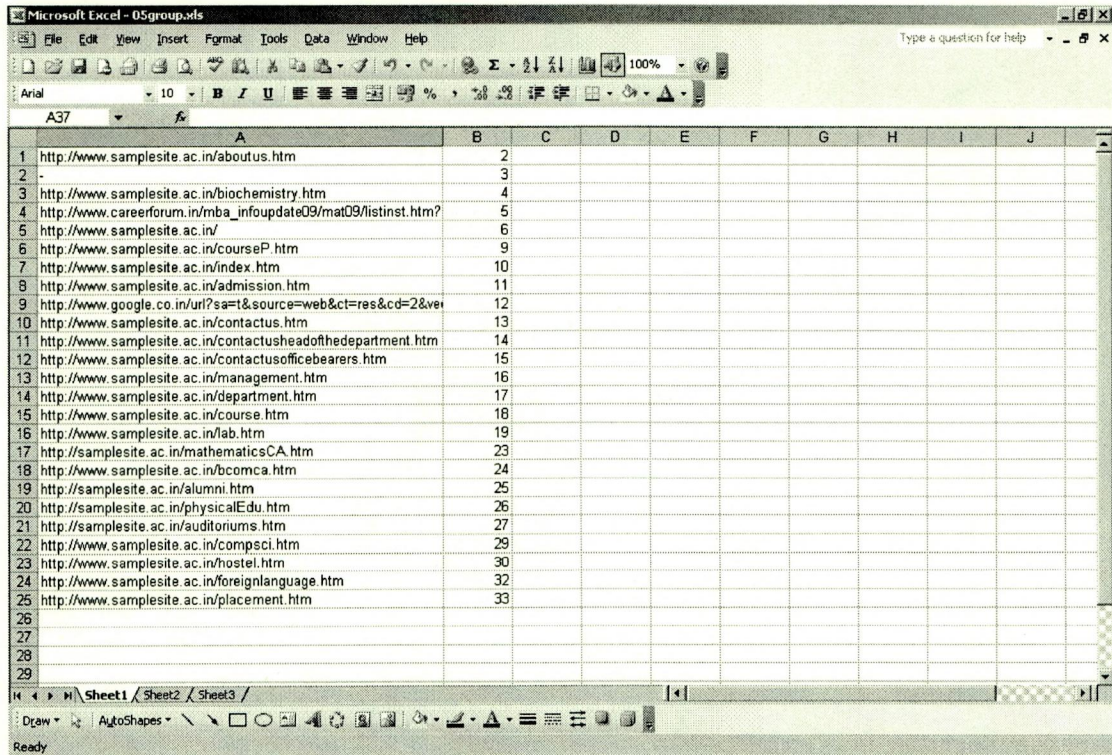 Microsoft Excel - 05group.xls
File Edit View Insert Format Tools Data Window Help Type a question for help
100%
Arial 10 B I U % ,
A37 fx
A B C D E F G H I J
1 http://www.samplesite.ac.in/aboutus.htm 2
2 - 3
3 http://www.samplesite.ac.in/biochemistry.htm 4
4 http://www.careerforum.in/mba_infoupdate09/mat09/listinst.htm? 5
5 http://www.samplesite.ac.in/ 6
6 http://www.samplesite.ac.in/courseP.htm 9
7 http://www.samplesite.ac.in/index.htm 10
8 http://www.samplesite.ac.in/admission.htm 11
9 http://www.google.co.in/url?sa=t&source=web&ct=res&cd=2&ve 12
10 http://www.samplesite.ac.in/contactus.htm 13
11 http://www.samplesite.ac.in/contactusheadofthedepartment.htm 14
12 http://www.samplesite.ac.in/contactusofficebearers.htm 15
13 http://www.samplesite.ac.in/management.htm 16
14 http://www.samplesite.ac.in/department.htm 17
15 http://www.samplesite.ac.in/course.htm 18
16 http://www.samplesite.ac.in/lab.htm 19
17 http://samplesite.ac.in/mathematicsCA.htm 23
18 http://www.samplesite.ac.in/bcomca.htm 24
19 http://samplesite.ac.in/alumni.htm 25
20 http://samplesite.ac.in/physicalEdu.htm 26
21 http://samplesite.ac.in/auditoriums.htm 27
22 http://www.samplesite.ac.in/compsci.htm 29
23 http://www.samplesite.ac.in/hostel.htm 30
24 http://www.samplesite.ac.in/foreignlanguage.htm 32
25 http://www.samplesite.ac.in/placement.htm 33
26
27
28
29
Sheet1 Sheet2 Sheet3
Draw AutoShapes
Ready